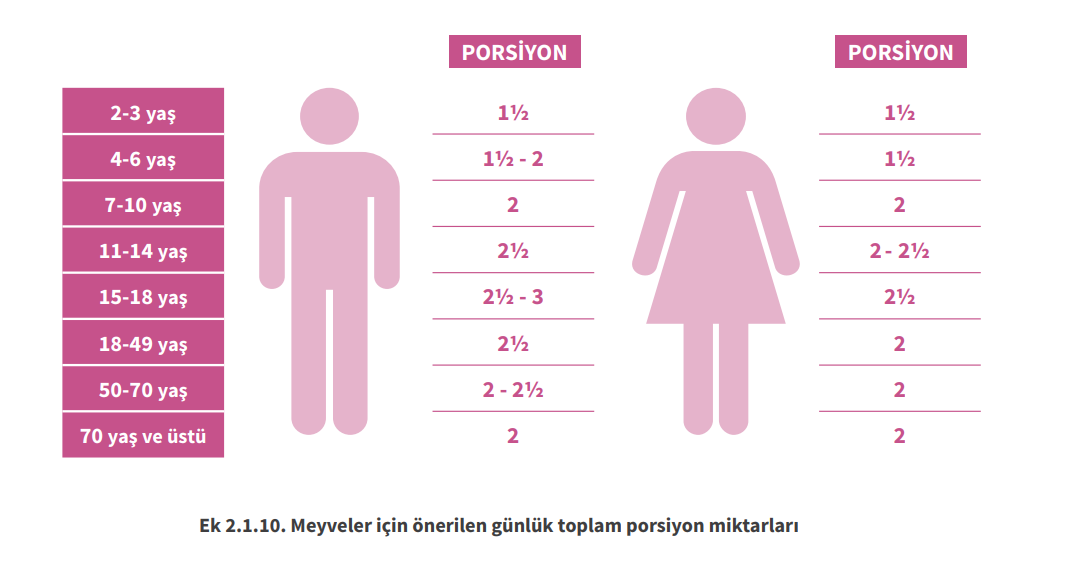 PORSİYON PORSİYON
2-3 yaş 1½ 1½
4-6 yaş 1½ - 2 1½
7-10 yaş 2 2
11-14 yaş 2½ 2 - 2½
15-18 yaş 2½ - 3 2½
18-49 yaş 2½ 2
50-70 yaş 2 - 2½ 2
70 yaş ve üstü 2 2
Ek 2.1.10. Meyveler için önerilen günlük toplam porsiyon miktarları